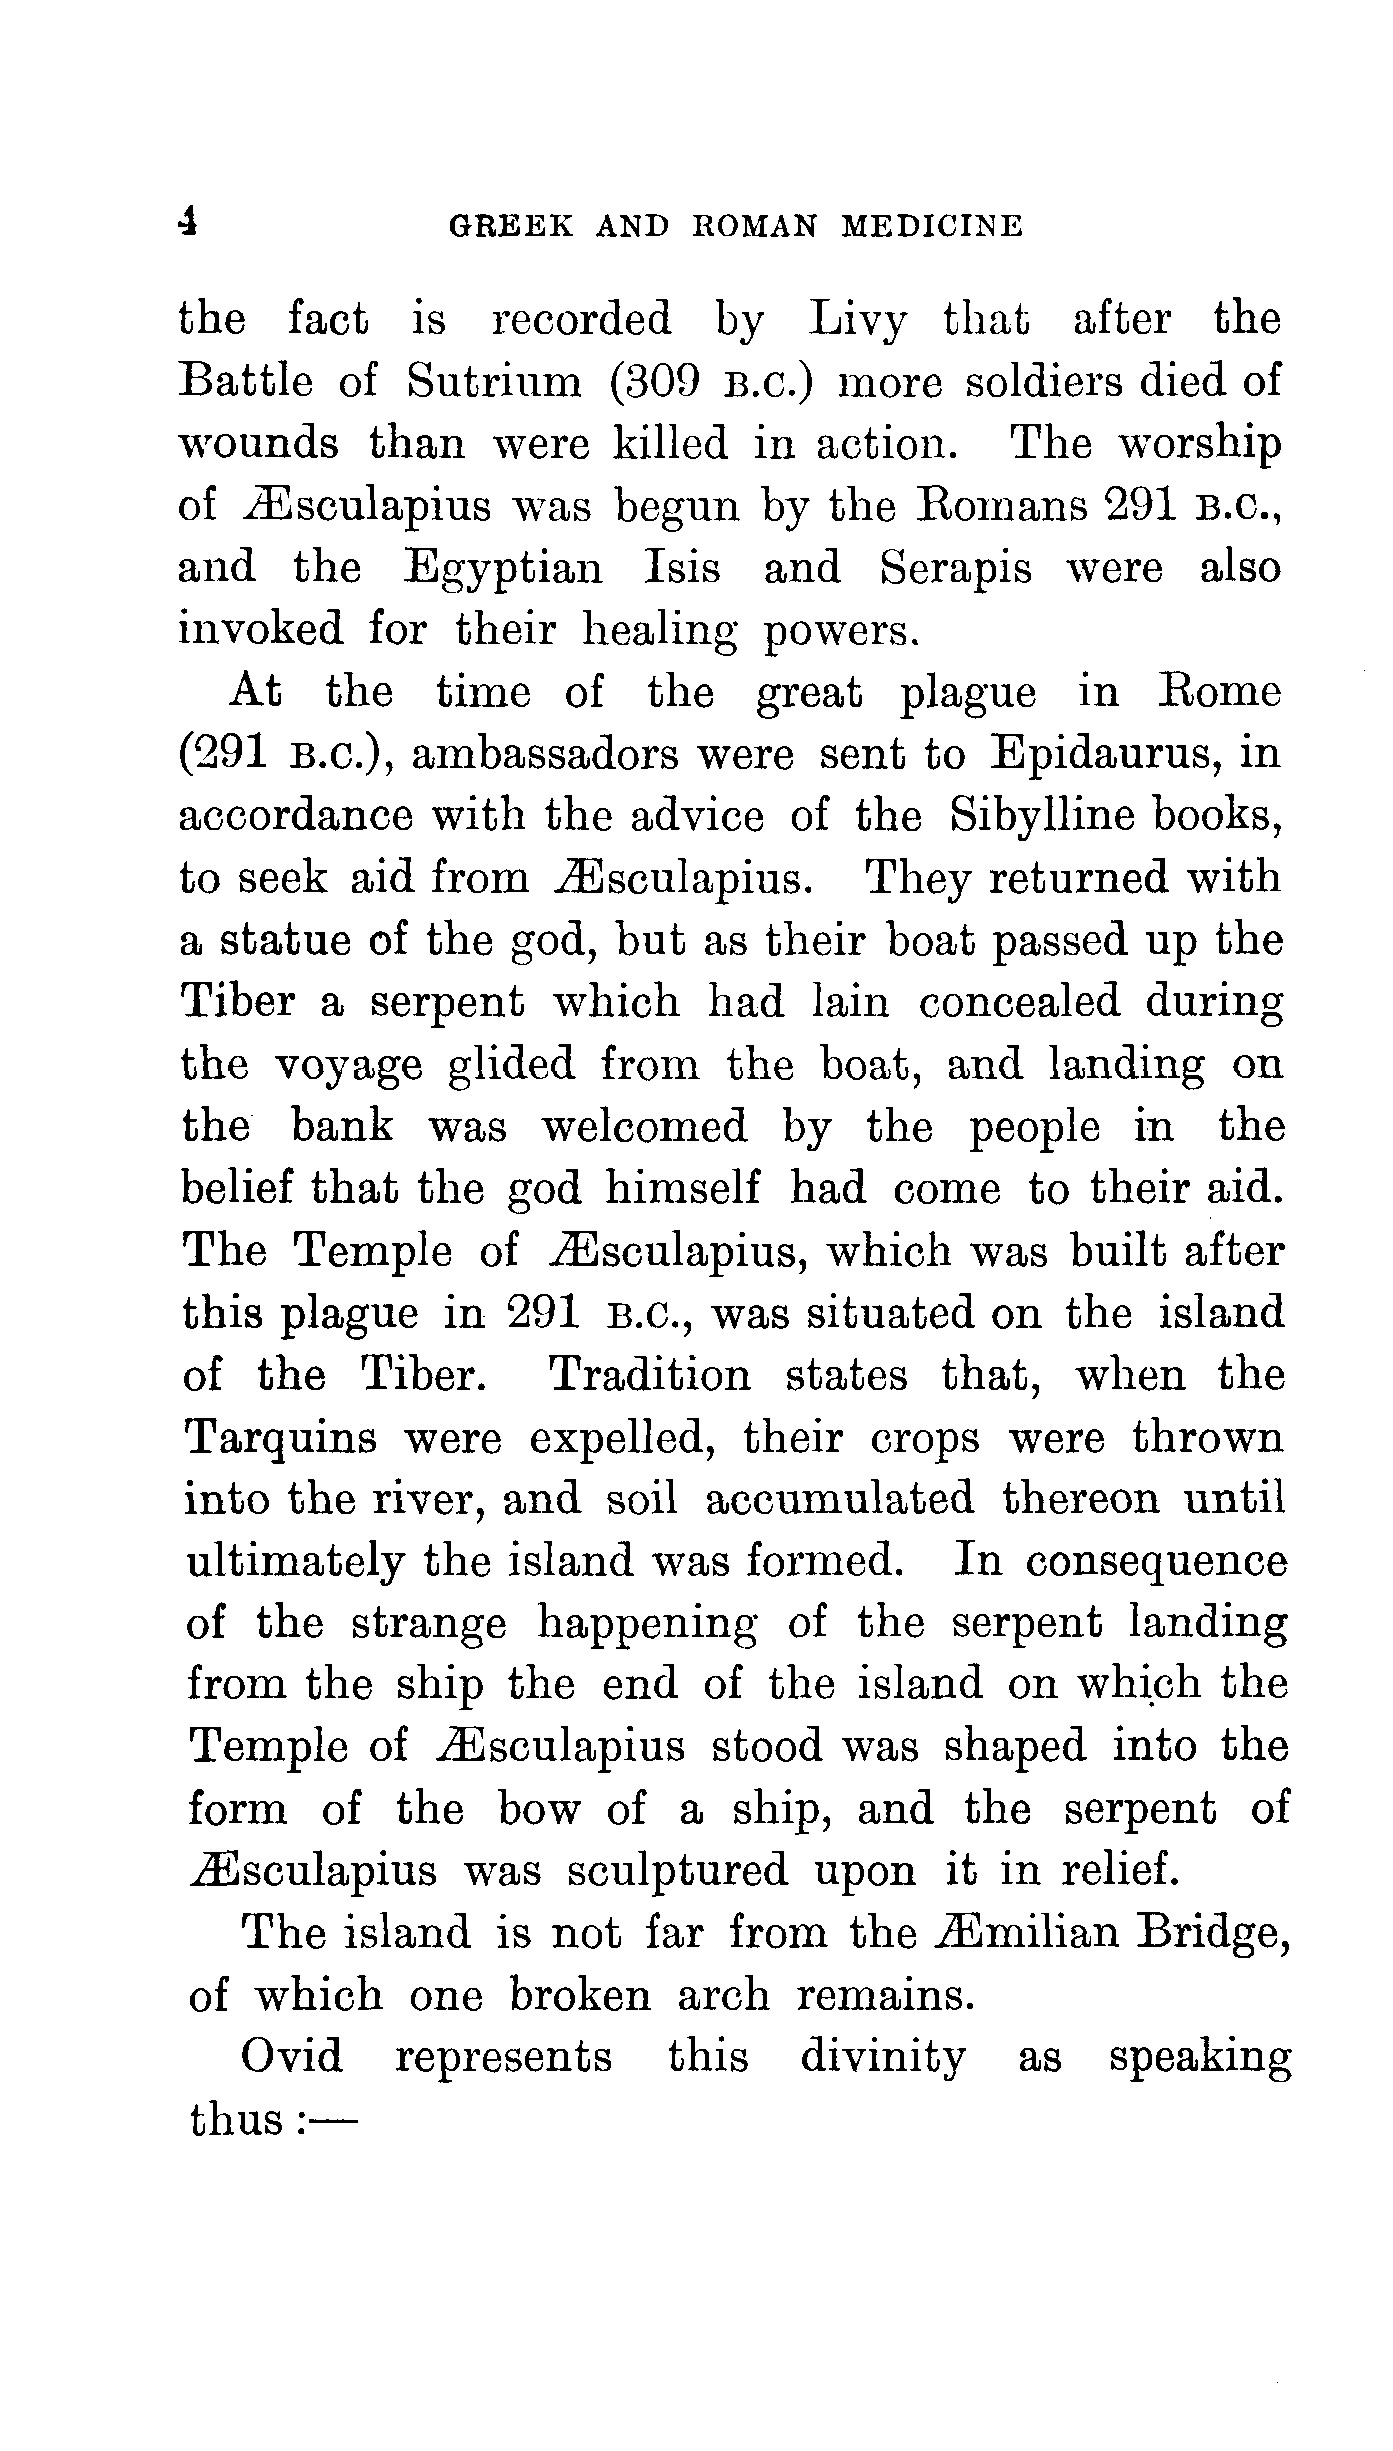 4 GREEK AND ROMAN MEDICINE
the fact is recorded by Livy that after the
Battle of Sutrium (309 B.C.) more soldiers died of
wounds than were killed in action. The worship
of Æsculapius was begun by the Romans 291 B.C.,
and the Egyptian Isis and Serapis were also
invoked for their healing powers.
At the time of the great plague in Rome
(291 B.C.), ambassadors were sent to Epidaurus, in
accordance with the advice of the Sibylline books,
to seek aid from Æsculapius. They returned with
a statue of the god, but as their boat passed up the
Tiber a serpent which had lain concealed during
the voyage glided from the boat, and landing on
the bank was welcomed by the people in the
belief that the god himself had come to their aid.
The Temple of Æsculapius, which was built after
this plague in 291 B.C., was situated on the island
of the Tiber. Tradition states that, when the
Tarquins were expelled, their crops were thrown
into the river, and soil accumulated thereon until
ultimately the island was formed. In consequence
of the strange happening of the serpent landing
from the ship the end of the island on which the
Temple of Æsculapius stood was shaped into the
form of the bow of a ship, and the serpent of
Æsculapius was sculptured upon it in relief.
The island is not far from the Æmilian Bridge,
of which one broken arch remains.
Ovid represents this divinity as speaking
thus :—